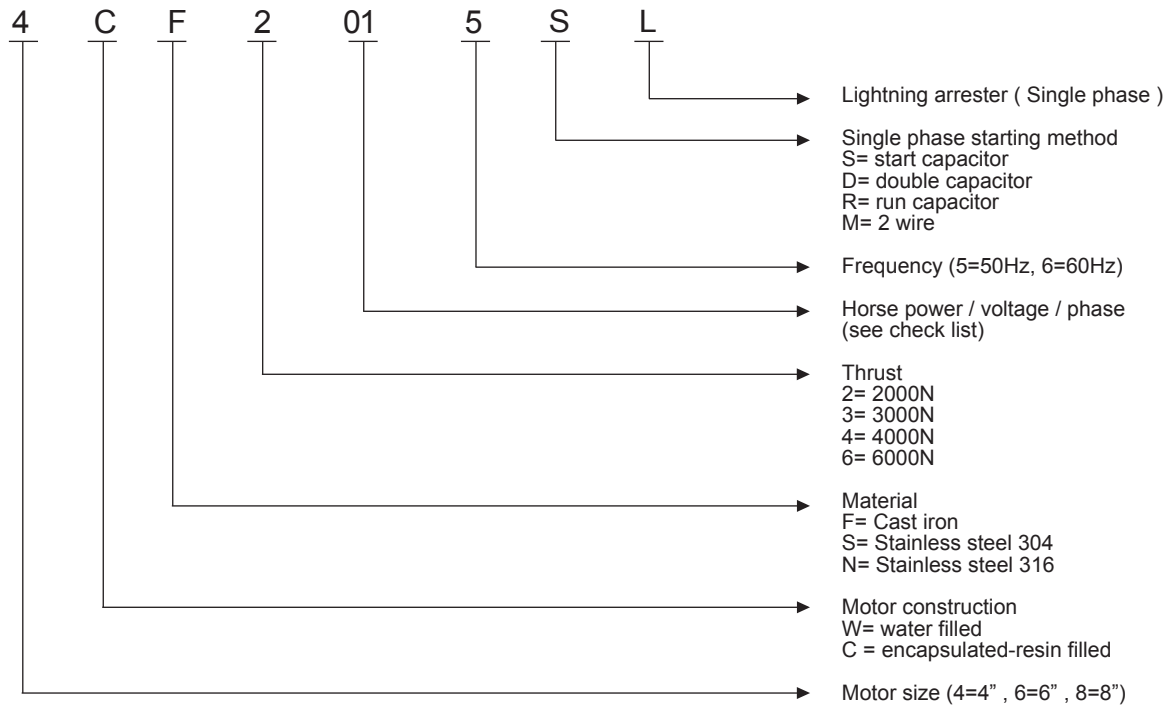 4 C F 2 01 5 S L
Lightning arrester ( Single phase )
Single phase starting method
S= start capacitor
D= double capacitor
R= run capacitor
M= 2 wire
Frequency (5=50Hz, 6=60Hz)
Horse power / voltage / phase
(see check list)
Thrust
2= 2000N
3= 3000N
4= 4000N
6= 6000N
Material
F= Cast iron
S= Stainless steel 304
N= Stainless steel 316
Motor construction
W= water filled
C = encapsulated-resin filled
Motor size (4=4” , 6=6” , 8=8”)